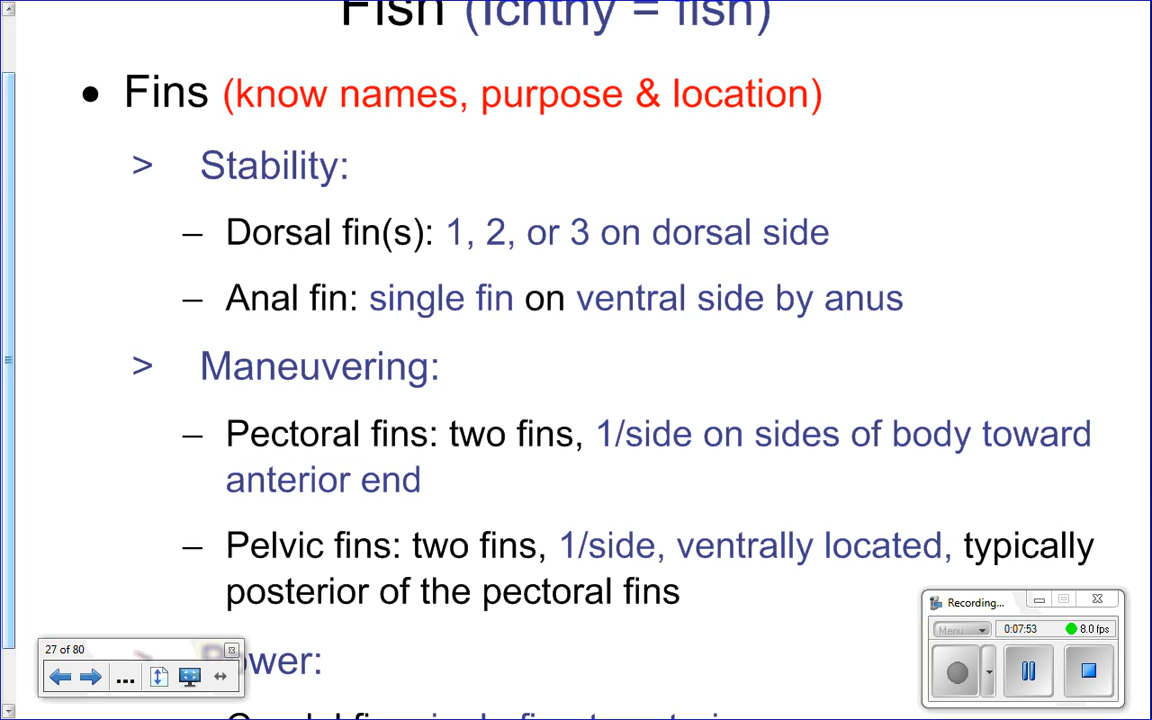 Fish (Ichthy = fish)
• Fins (know names, purpose & location)
> Stability:
– Dorsal fin(s): 1, 2, or 3 on dorsal side
– Anal fin: single fin on ventral side by anus
> Maneuvering:
– Pectoral fins: two fins, 1/side on sides of body toward
anterior end
– Pelvic fins: two fins, 1/side, ventrally located, typically
posterior of the pectoral fins
> Power:
27 of 80
...
Recording...
Menu
0:07:53
8.0 fps